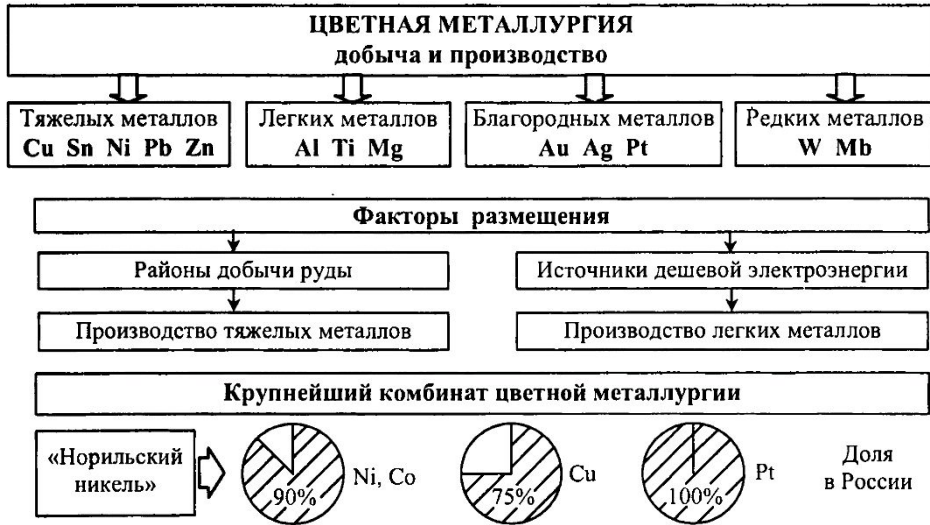 ЦВЕТНАЯ МЕТАЛЛУРГИЯ
добыча и производство
Тяжелых металлов
Cu Sn Ni Pb Zn
Легких металлов
Al Ti Mg
Благородных металлов
Au Ag Pt
Редких металлов
W Mb
Факторы размещения
Районы добычи руды
Источники дешевой электроэнергии
Производство тяжелых металлов
Производство легких металлов
Крупнейший комбинат цветной металлургии
«Норильский
никель»
90%
Ni, Co
75%
Cu
100%
Pt
Доля
в России